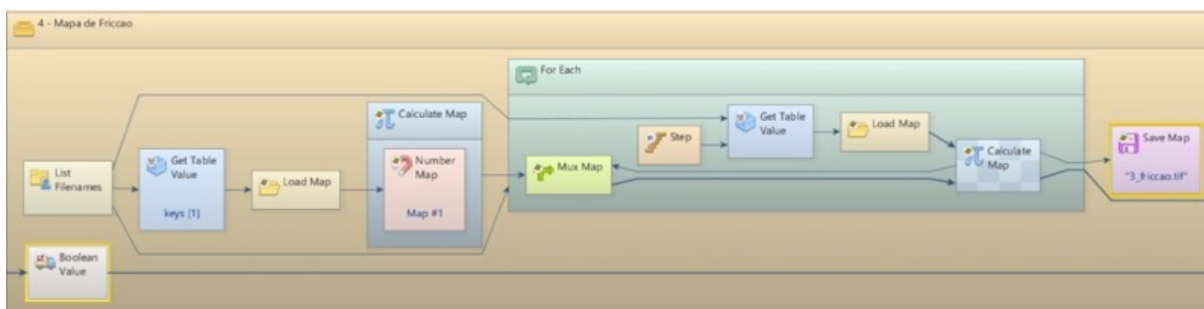 4 - Mapa de Friccao
For Each
Calculate Map
Get Table
Value
Load Map
Step
Save Map
"3_friccao.tif"
List
Filenames
Get Table
Value
keys [1]
Load Map
Number
Map
Map #1
Mux Map
Calculate
Map
Boolean
Value